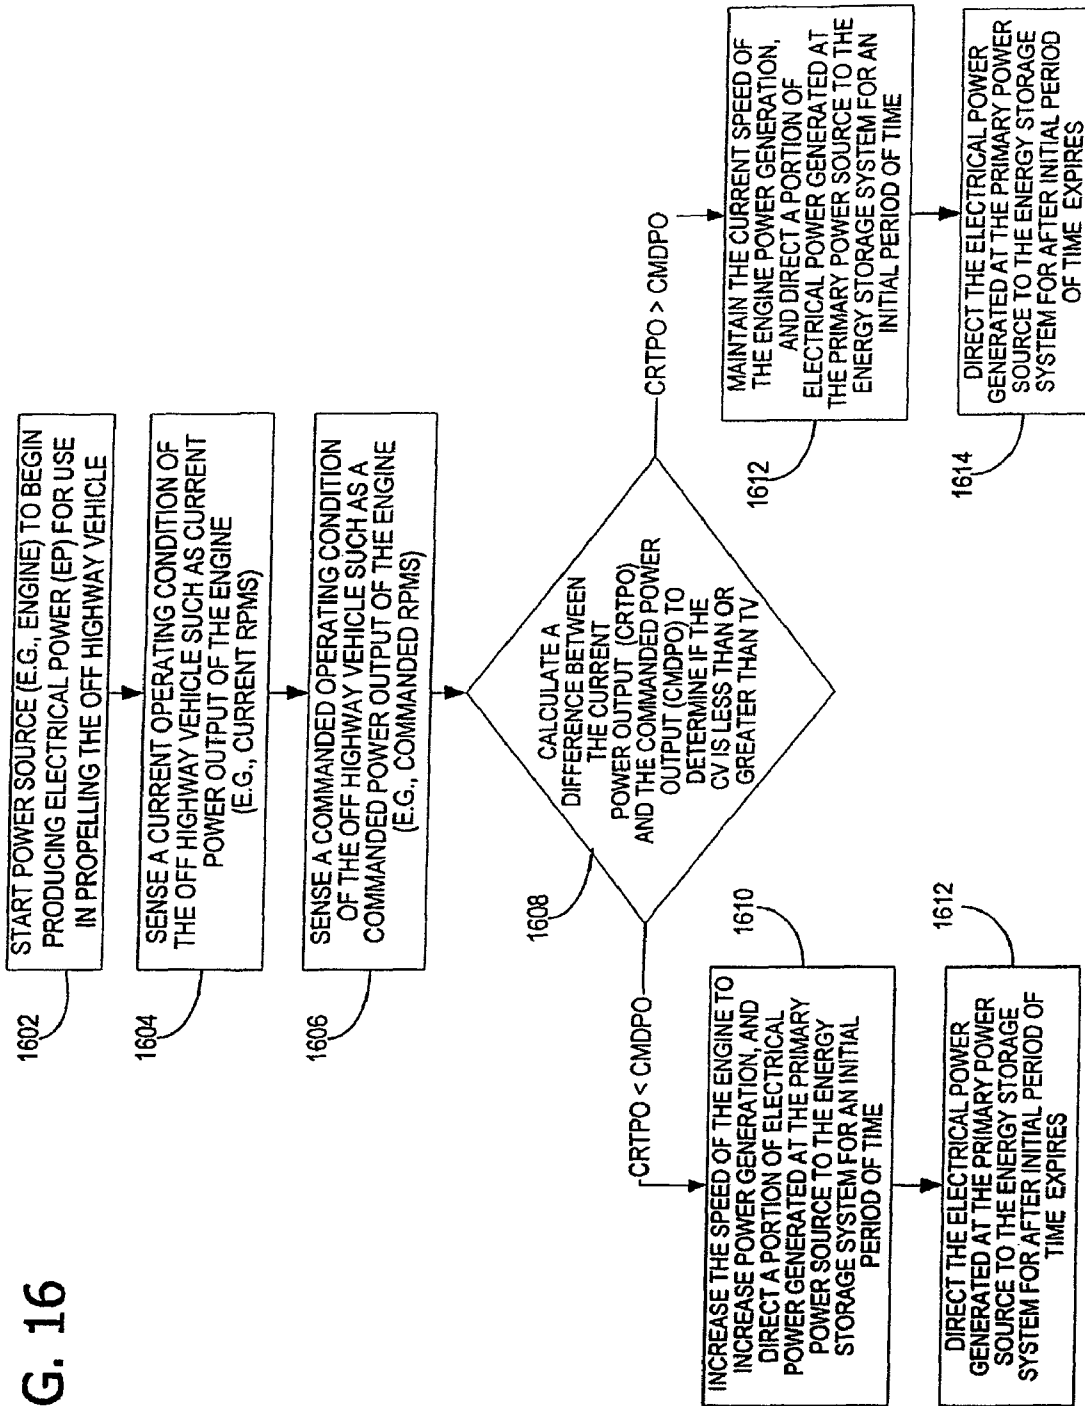 G. 16
START POWER SOURCE (E.G., ENGINE) TO BEGIN
PRODUCING ELECTRICAL POWER (EP) FOR USE
IN PROPELLING THE OFF HIGHWAY VEHICLE
1602
SENSE A CURRENT OPERATING CONDITION OF
THE OFF HIGHWAY VEHICLE SUCH AS CURRENT
POWER OUTPUT OF THE ENGINE
(E.G., CURRENT RPMS)
1604
SENSE A COMMANDED OPERATING CONDITION
OF THE OFF HIGHWAY VEHICLE SUCH AS A
COMMANDED POWER OUTPUT OF THE ENGINE
(E.G., COMMANDED RPMS)
1606
CALCULATE A
DIFFERENCE BETWEEN
THE CURRENT
POWER OUTPUT (CRTPO)
AND THE COMMANDED POWER
OUTPUT (CMDPO) TO
DETERMINE IF THE
CV IS LESS THAN OR
GREATER THAN TV
1608
CRTPO < CMDPO
CRTPO > CMDPO
1610
INCREASE THE SPEED OF THE ENGINE TO
INCREASE POWER GENERATION, AND
DIRECT A PORTION OF ELECTRICAL
POWER GENERATED AT THE PRIMARY
POWER SOURCE TO THE ENERGY
STORAGE SYSTEM FOR AN INITIAL
PERIOD OF TIME
1612
DIRECT THE ELECTRICAL POWER
GENERATED AT THE PRIMARY POWER
SOURCE TO THE ENERGY STORAGE
SYSTEM FOR AFTER INITIAL PERIOD OF
TIME EXPIRES
MAINTAIN THE CURRENT SPEED OF
THE ENGINE POWER GENERATION,
AND DIRECT A PORTION OF
ELECTRICAL POWER GENERATED AT
THE PRIMARY POWER SOURCE TO THE
ENERGY STORAGE SYSTEM FOR AN
INITIAL PERIOD OF TIME
1612
DIRECT THE ELECTRICAL POWER
GENERATED AT THE PRIMARY POWER
SOURCE TO THE ENERGY STORAGE
SYSTEM FOR AFTER INITIAL PERIOD
OF TIME EXPIRES
1614